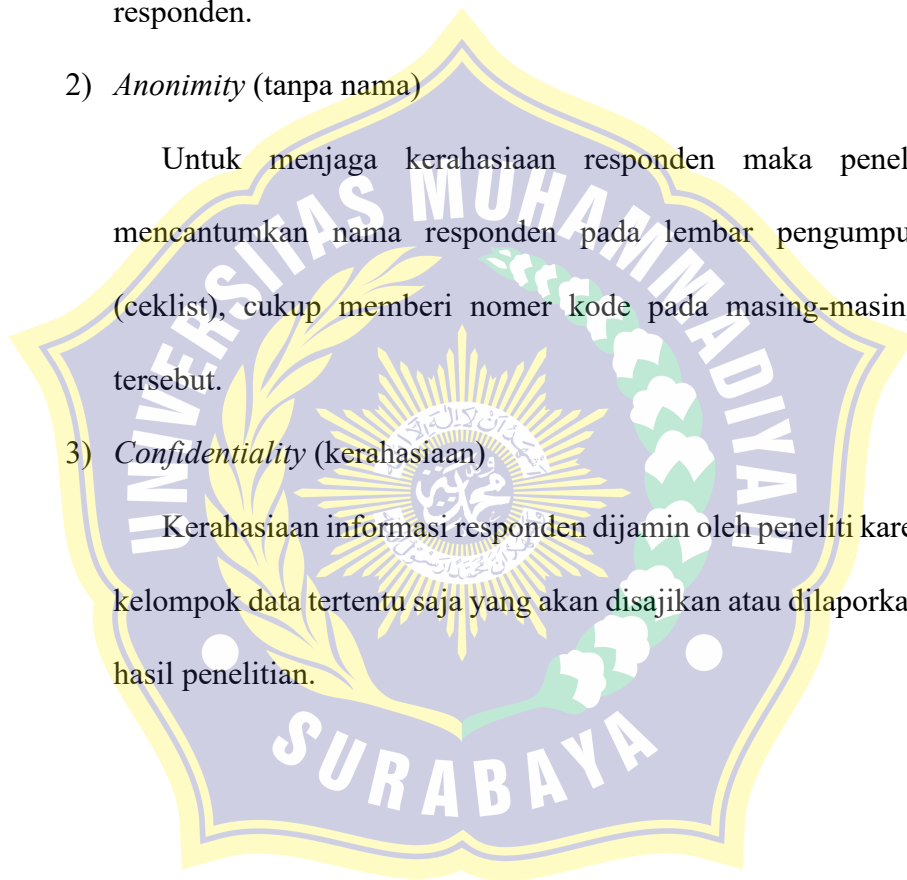 responden.
2) Anonimity (tanpa nama)
Untuk menjaga kerahasiaan responden maka penel
mencantumkan nama responden pada lembar pengumpu
(ceklist), cukup memberi nomer kode pada masing-masin
tersebut.
3) Confidentiality (kerahasiaan)
Kerahasiaan informasi responden dijamin oleh peneliti kare
kelompok data tertentu saja yang akan disajikan atau dilaporka
hasil penelitian.
UNIVERSITAS MUHAMMADIYAH
SURABAYA